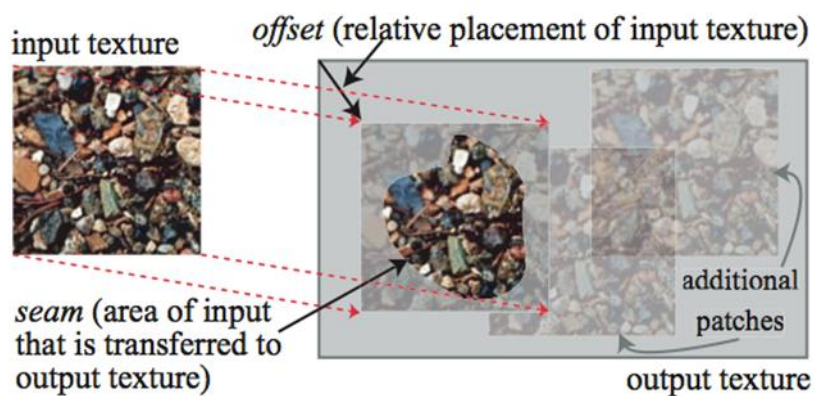 offset (relative placement of input texture)
input texture
seam (area of input
that is transferred to
output texture)
additional
patches
output texture